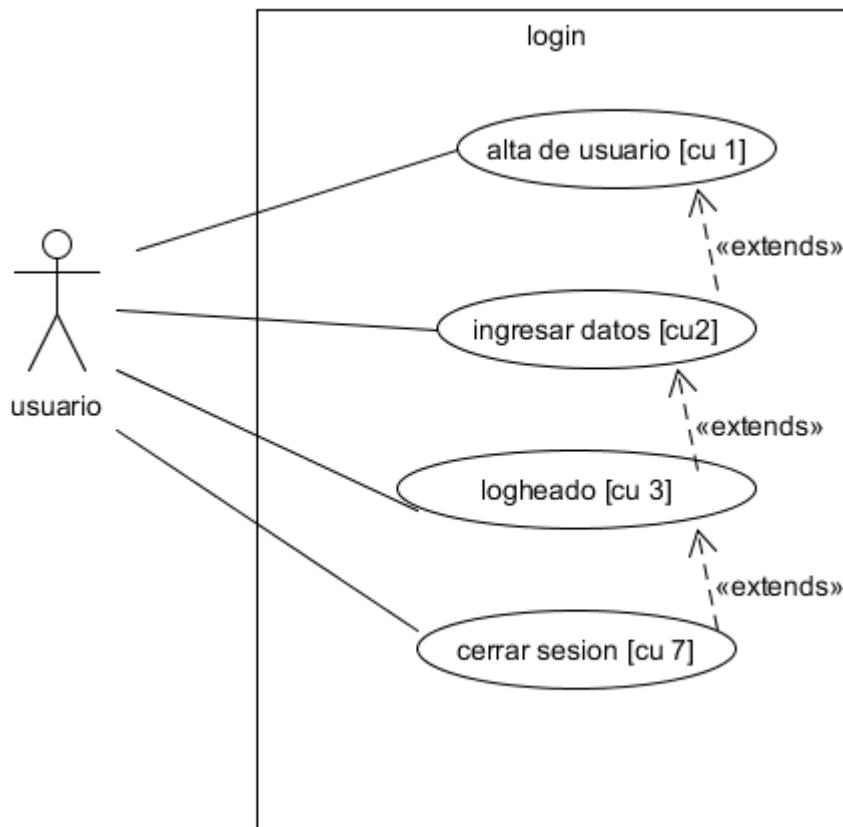 login
alta de usuario [cu 1]
«extends»
ingresar datos [cu2]
usuario
«extends»
logheado [cu 3]
«extends»
cerrar sesion [cu 7]